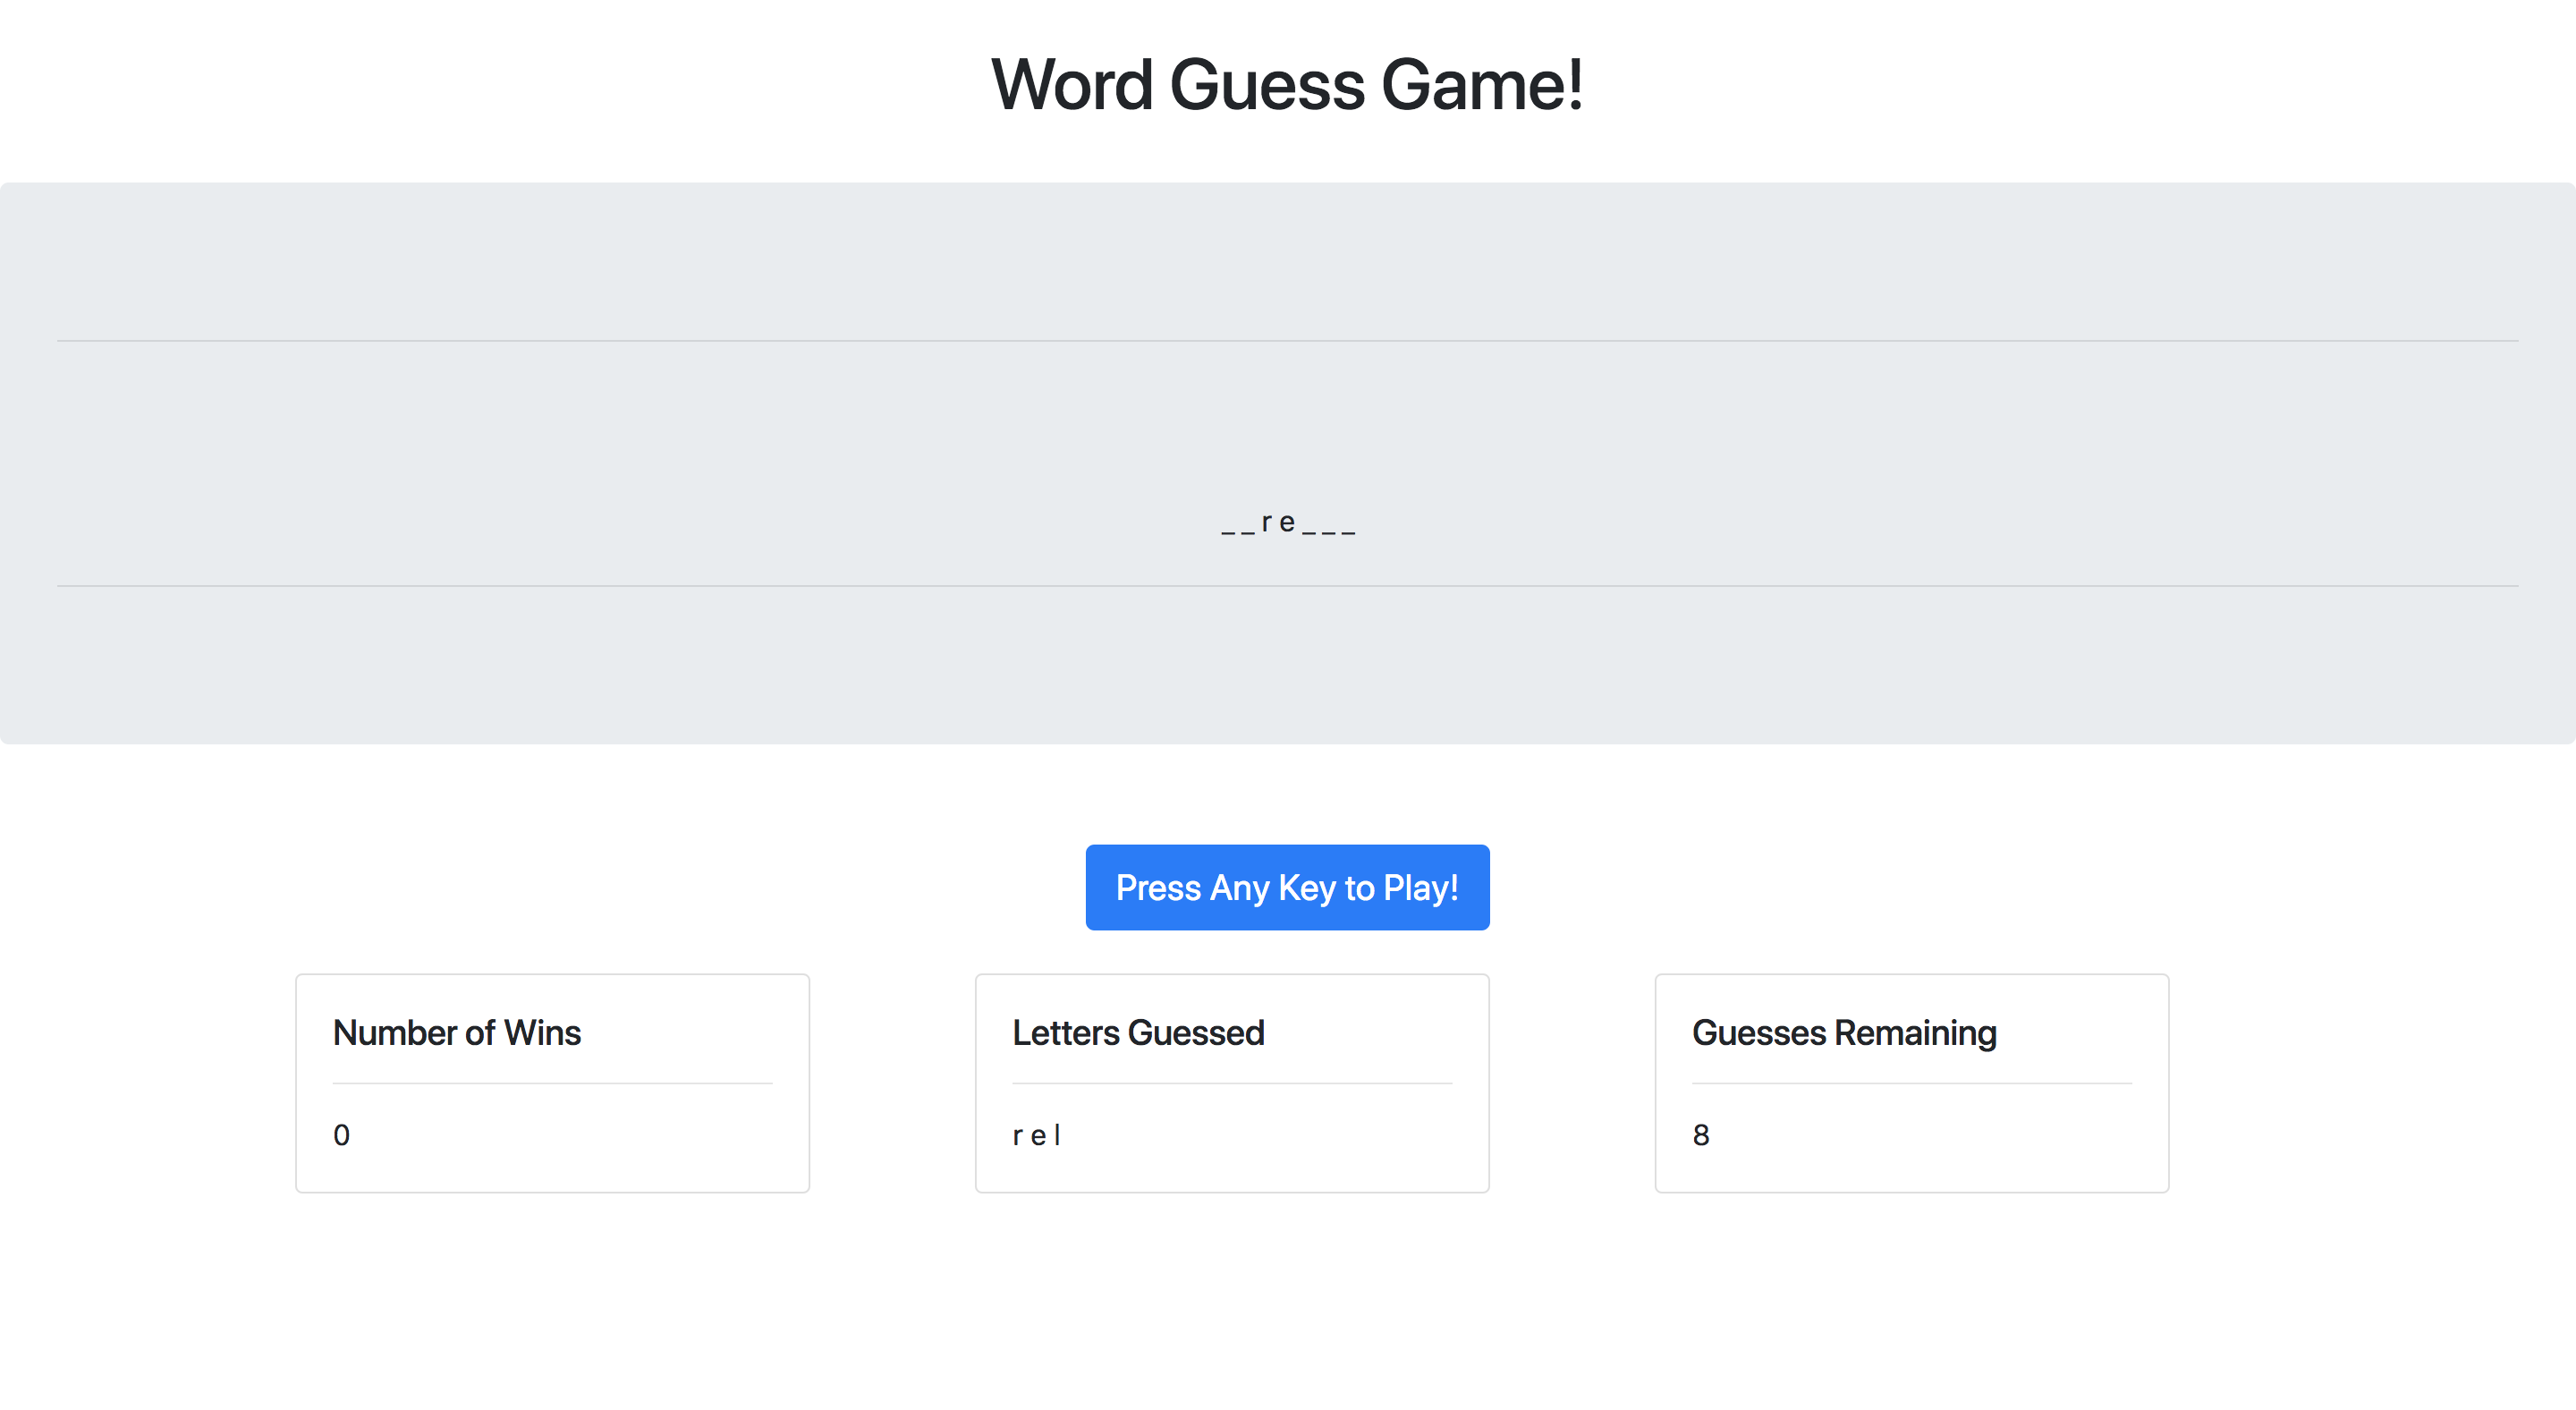 Word Guess Game!
_ _ r e _ _ _
Press Any Key to Play!
Number of Wins
0
Letters Guessed
r e l
Guesses Remaining
8